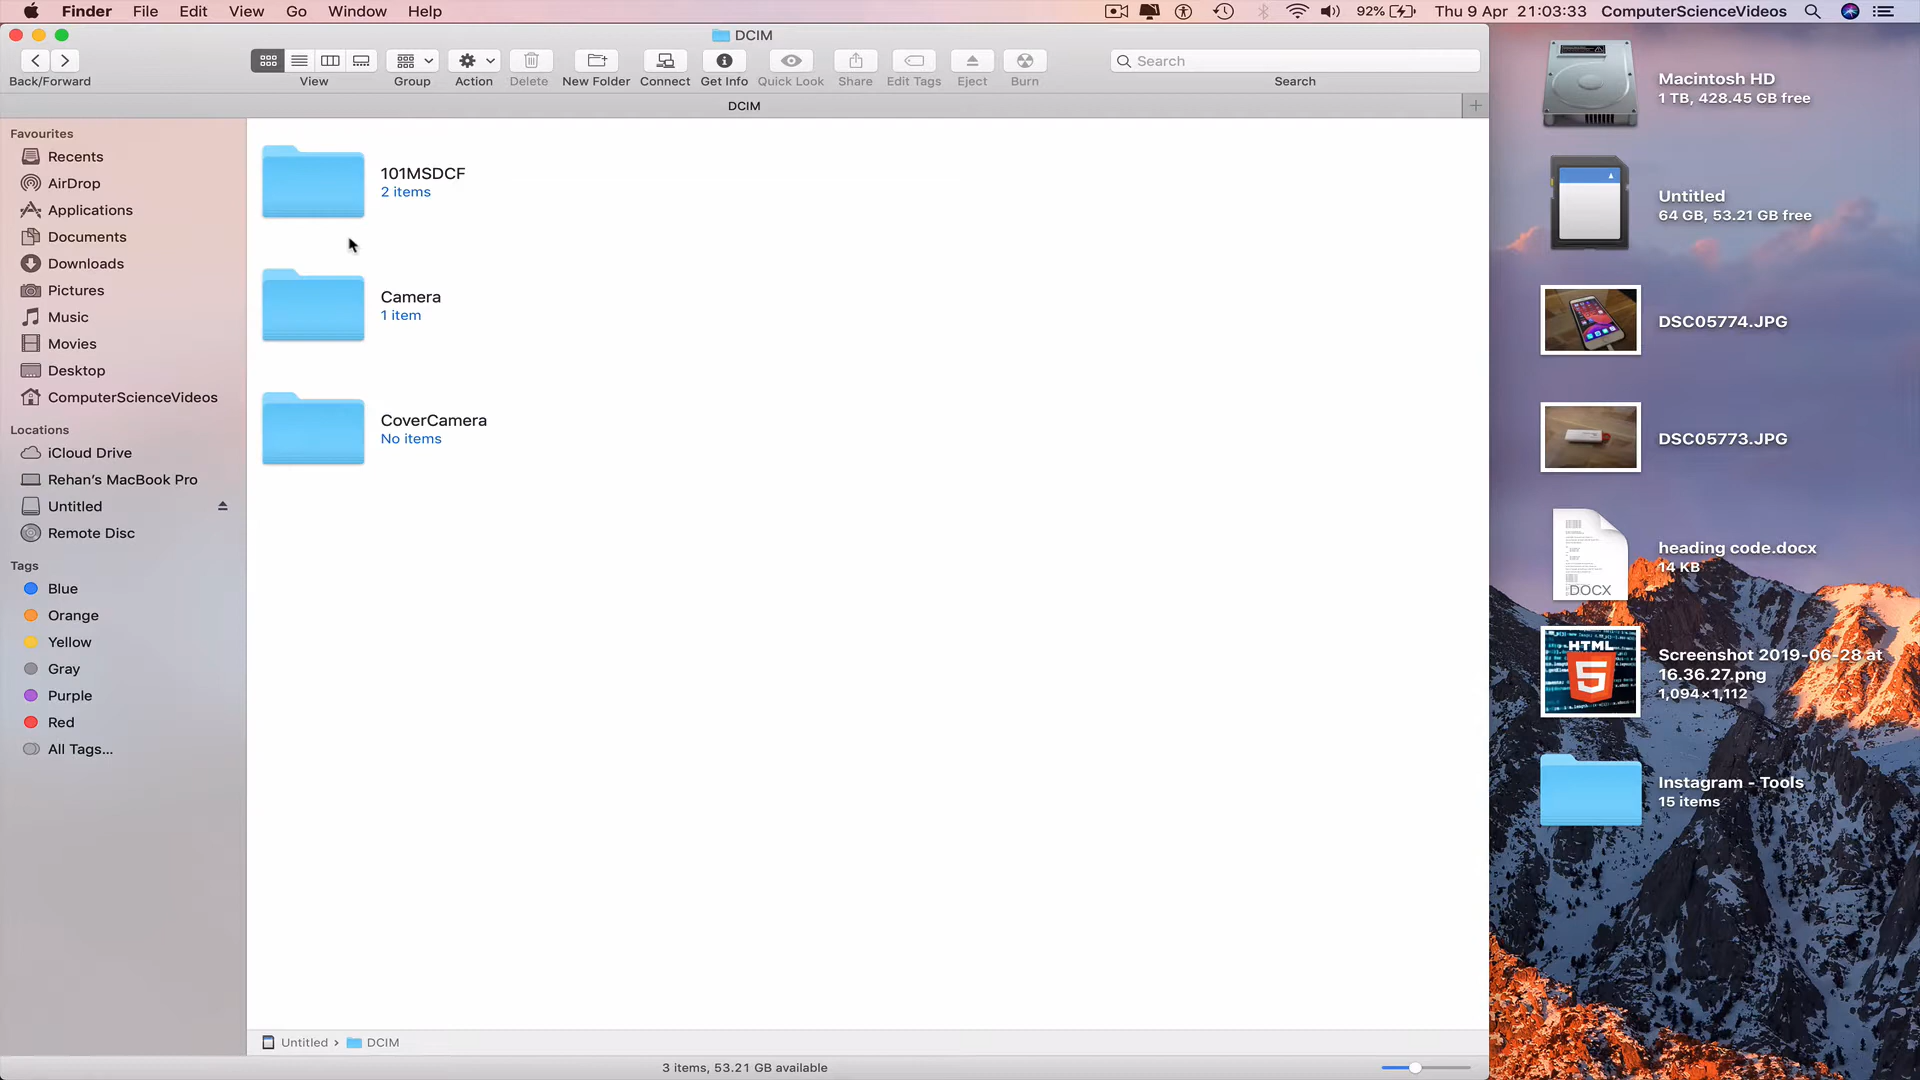 Finder File Edit View Go Window Help
92% Thu 9 Apr 21:03:33 ComputerScienceVideos
DCIM
Back/Forward View Group Action Delete New Folder Connect Get Info Quick Look Share Edit Tags Eject Burn Search
Search
DCIM
Favourites
Recents
AirDrop
Applications
Documents
Downloads
Pictures
Music
Movies
Desktop
ComputerScienceVideos
Locations
iCloud Drive
Rehan's MacBook Pro
Untitled
Remote Disc
Tags
Blue
Orange
Yellow
Gray
Purple
Red
All Tags...
101MSDCF
2 items
Camera
1 item
CoverCamera
No items
Untitled › DCIM
3 items, 53.21 GB available
Macintosh HD
1 TB, 428.45 GB free
Untitled
64 GB, 53.21 GB free
DSC05774.JPG
DSC05773.JPG
DOCX
heading code.docx
14 KB
HTML
5
Screenshot 2019-06-28 at
16.36.27.png
1,094×1,112
Instagram - Tools
15 items